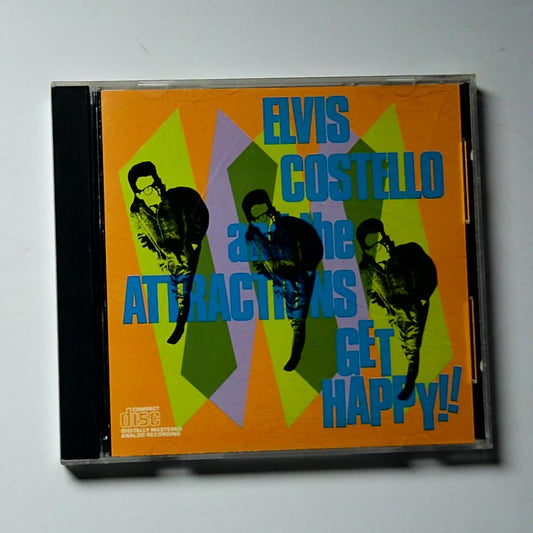 ELVIS
COSTELLO
and the
ATTRACTIONS
GET
HAPPY!!
COMPACT
disc
DIGITALLY MASTERED
ANALOG RECORDING